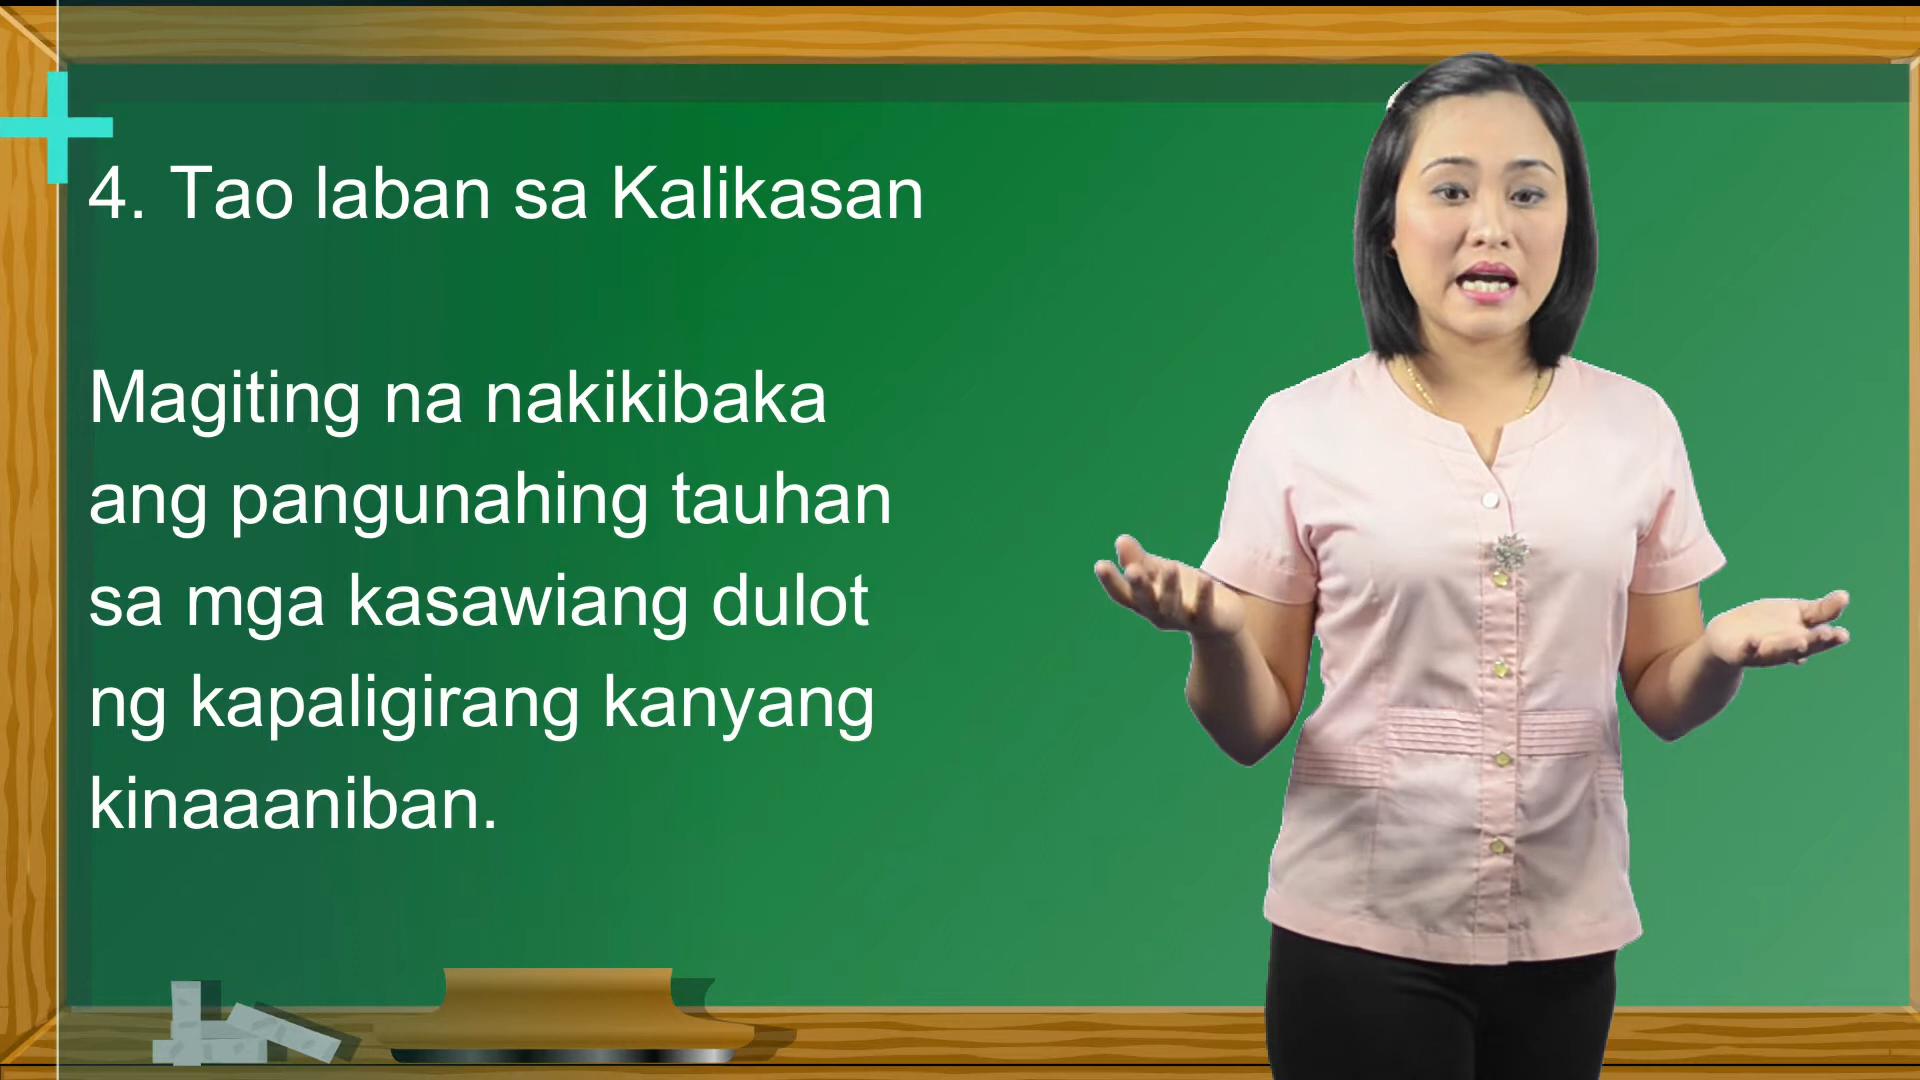 4. Tao laban sa Kalikasan
Magiting na nakikibaka
ang pangunahing tauhan
sa mga kasawiang dulot
ng kapaligirang kanyang
kinaaaniban.